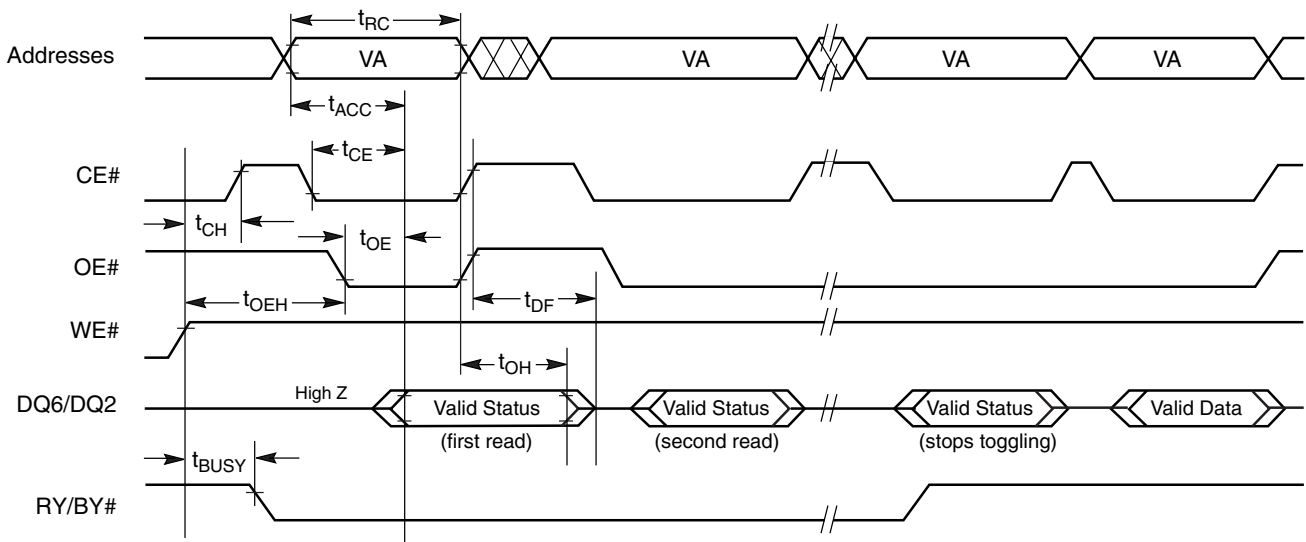 tRC
Addresses VA VA VA VA
tACC
tCE
CE#
tCH tOE
OE#
tOEH tDF
WE#
tOH
High Z
DQ6/DQ2 Valid Status Valid Status Valid Status Valid Data
(first read) (second read) (stops toggling)
tBUSY
RY/BY#